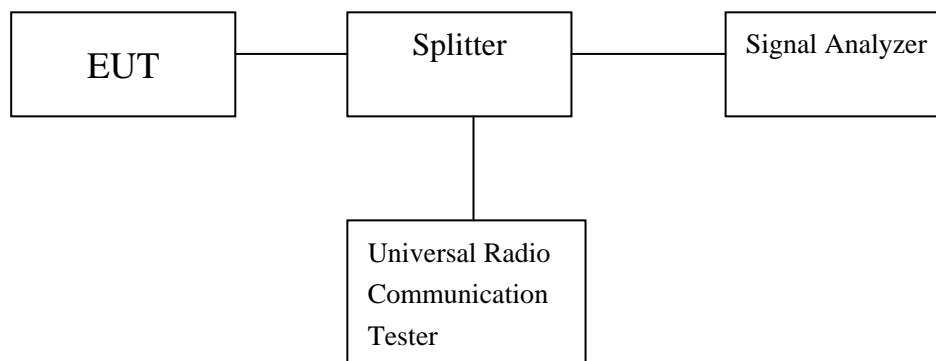 EUT
Splitter
Signal Analyzer
Universal Radio
Communication
Tester